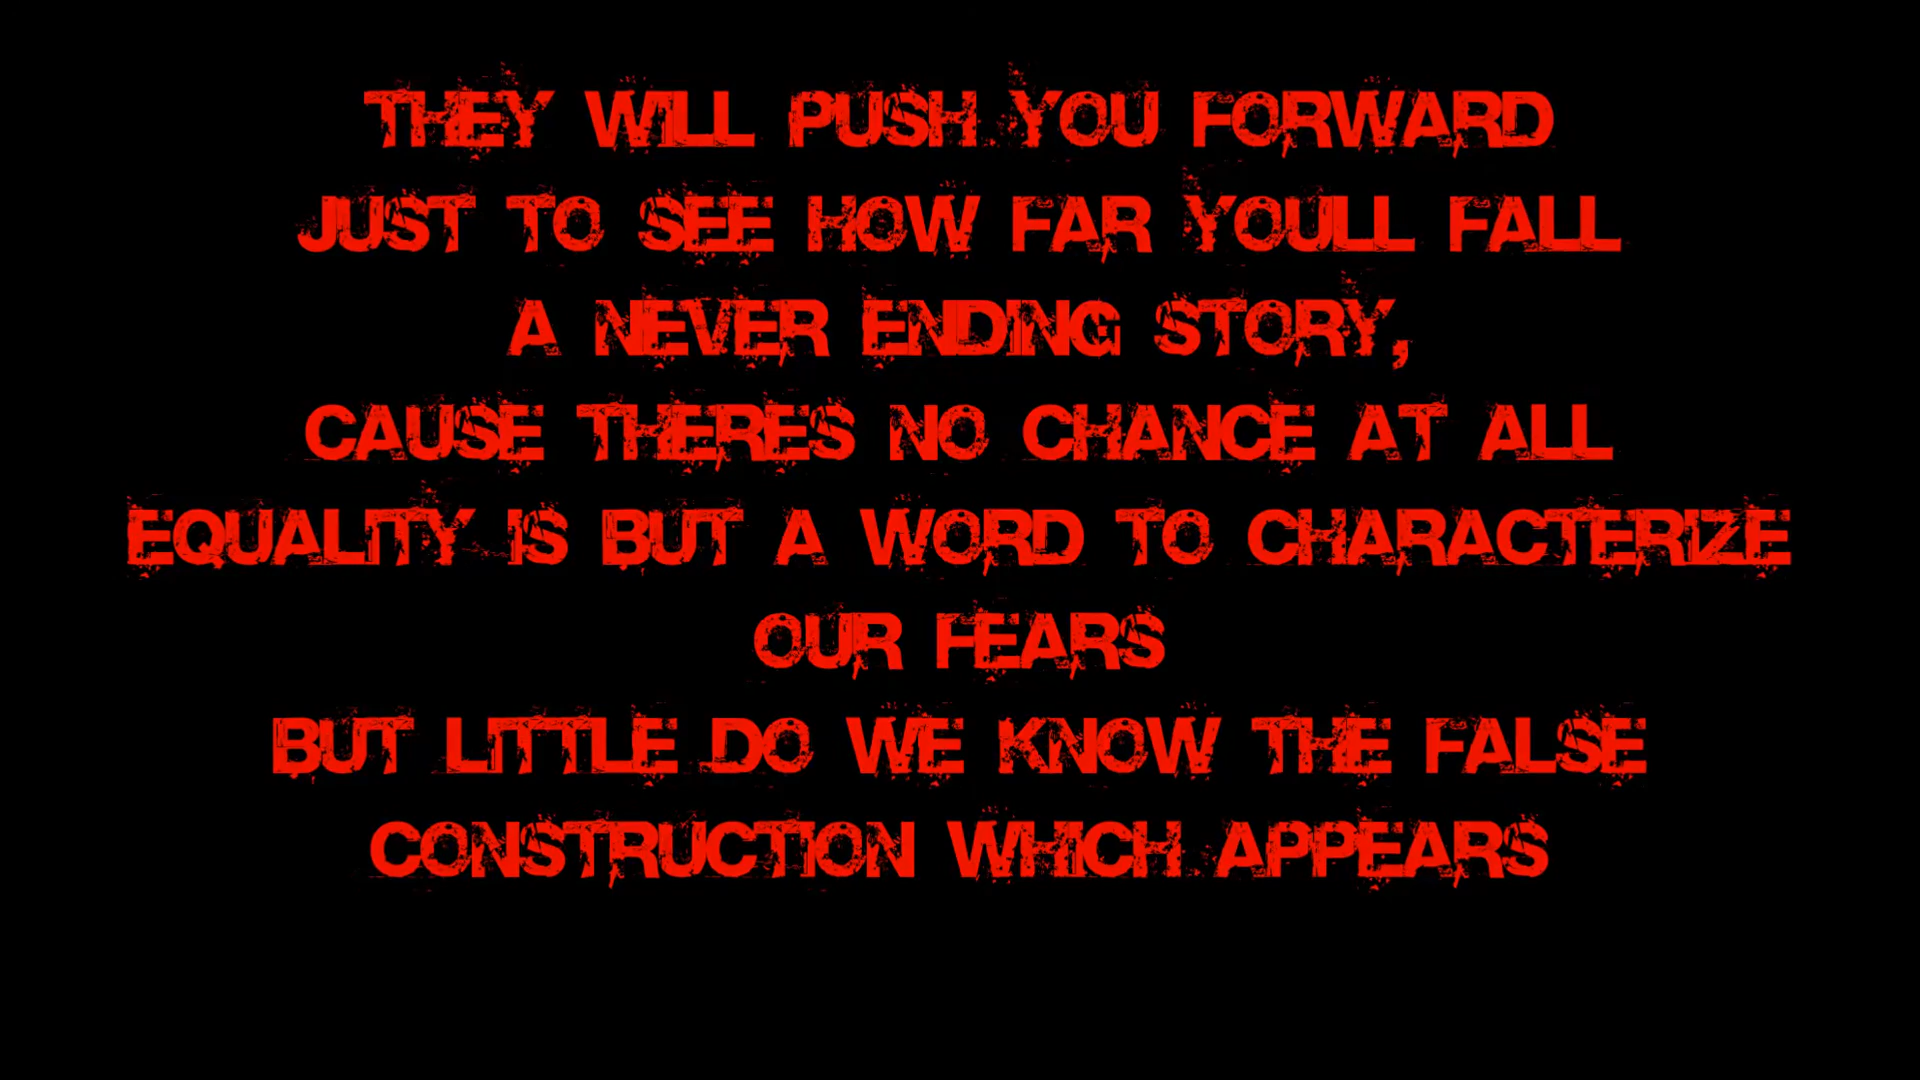 THEY WILL PUSH YOU FORWARD
JUST TO SEE HOW FAR YOULL FALL
A NEVER ENDING STORY,
CAUSE THERES NO CHANCE AT ALL
EQUALITY IS BUT A WORD TO CHARACTERIZE
OUR FEARS
BUT LITTLE DO WE KNOW THE FALSE
CONSTRUCTION WHICH APPEARS